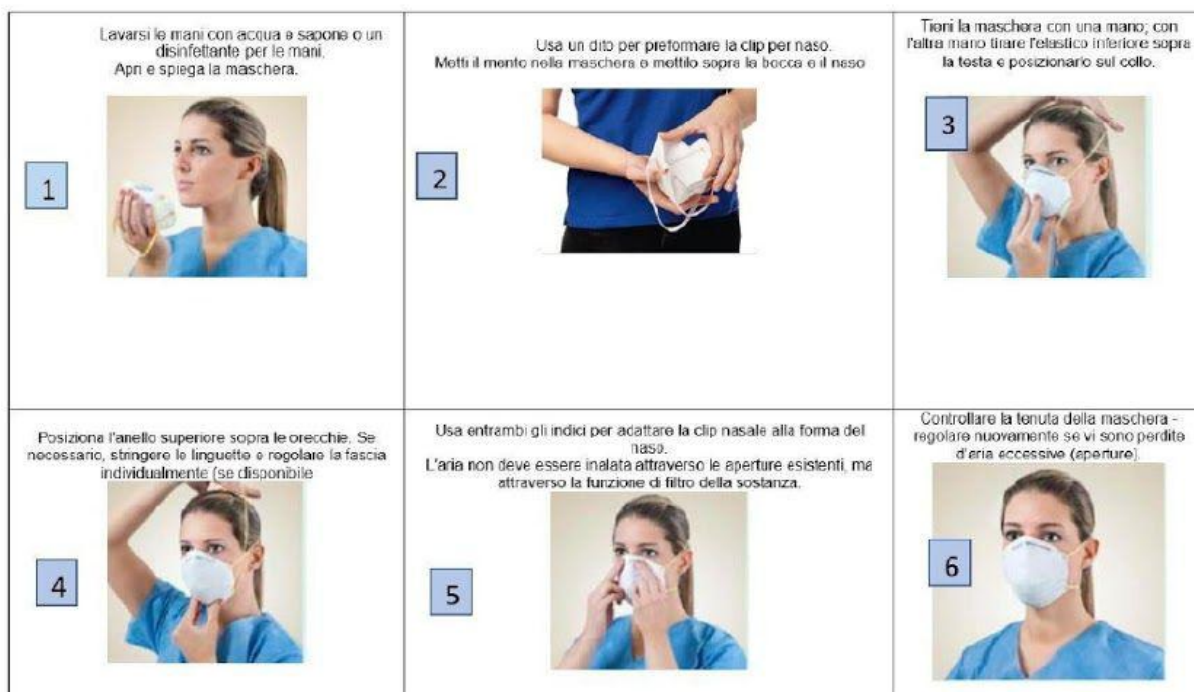 Lavarsi le mani con acqua e sapone o un
disinfettante per le mani.
Apri e spiega la maschera.
1
Usa un dito per preformare la clip per naso.
Metti il mento nella maschera e mettilo sopra la bocca e il naso
2
Tieni la maschera con una mano; con
l'altra mano tirare l'elastico inferiore sopra
la testa e posizionarlo sul collo.
3
Posiziona l'anello superiore sopra le orecchie. Se
necessario, stringere le linguette e regolare la fascia
individualmente (se disponibile
4
Usa entrambi gli indici per adattare la clip nasale alla forma del
naso.
L'aria non deve essere inalata attraverso le aperture esistenti, ma
attraverso la funzione di filtro della sostanza.
5
Controllare la tenuta della maschera -
regolare nuovamente se vi sono perdite
d'aria eccessive (aperture).
6